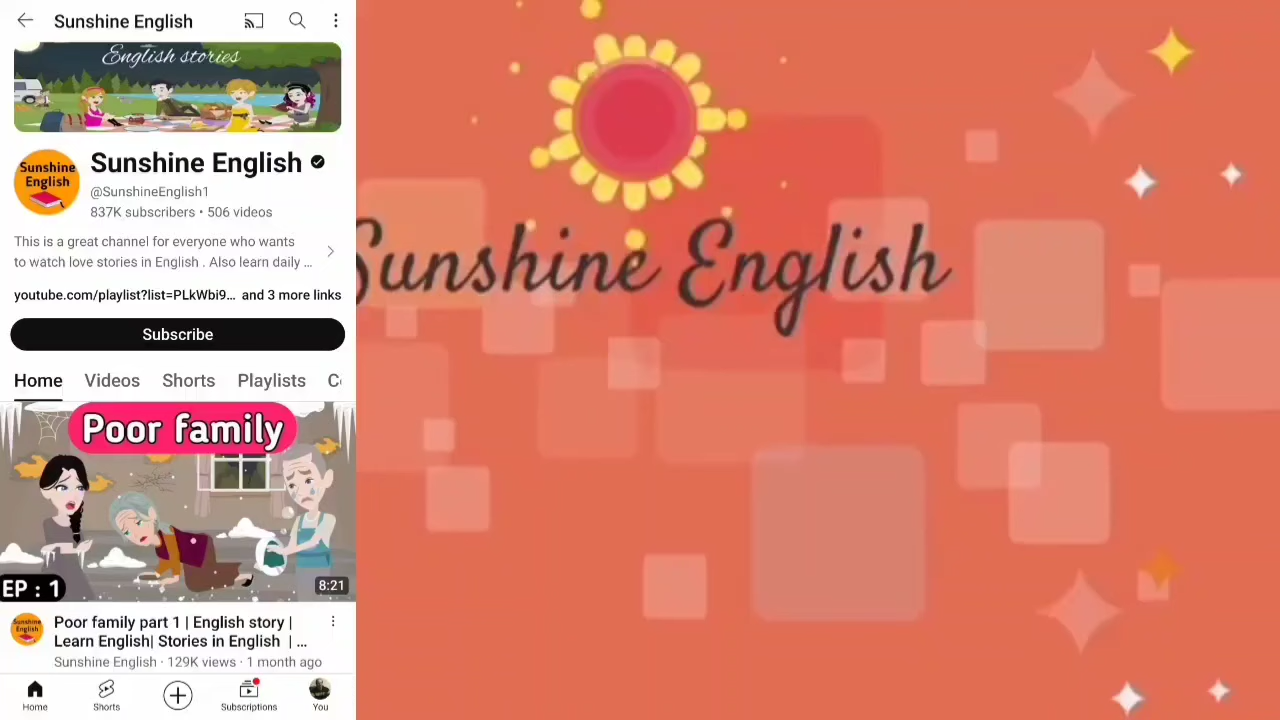 Sunshine English
English stories
Sunshine
English
Sunshine English
@SunshineEnglish1
837K subscribers • 506 videos
This is a great channel for everyone who wants
to watch love stories in English . Also learn daily ...
youtube.com/playlist?list=PLkWbi9... and 3 more links
Subscribe
Home Videos Shorts Playlists
Poor family
EP : 1
8:21
Sunshine
English
Poor family part 1 | English story |
Learn English| Stories in English | ...
Sunshine English · 129K views · 1 month ago
Home Shorts Subscriptions You
Sunshine English